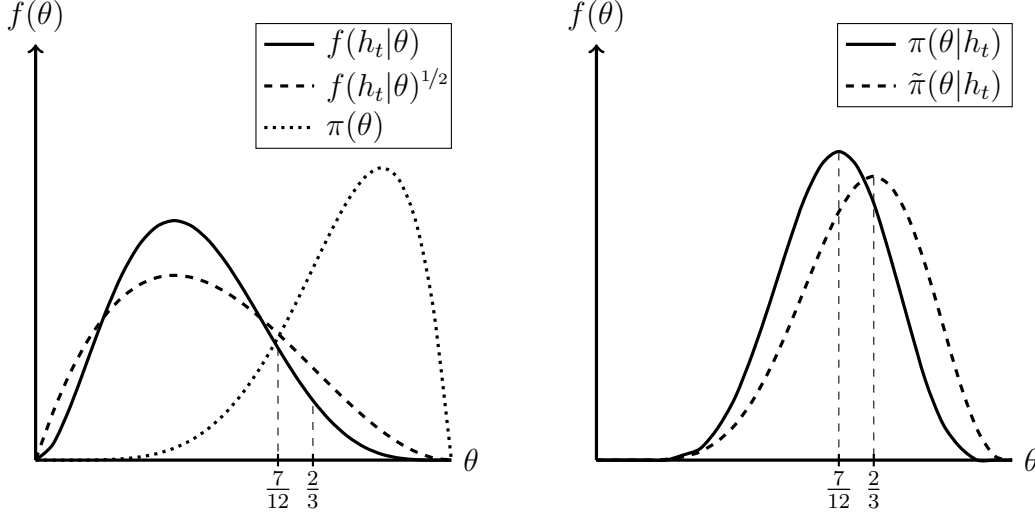 f(θ)
f(h_t|θ)
f(h_t|θ)^{1/2}
π(θ)
θ
7/12
2/3
f(θ)
π(θ|h_t)
π̃(θ|h_t)
θ
7/12
2/3